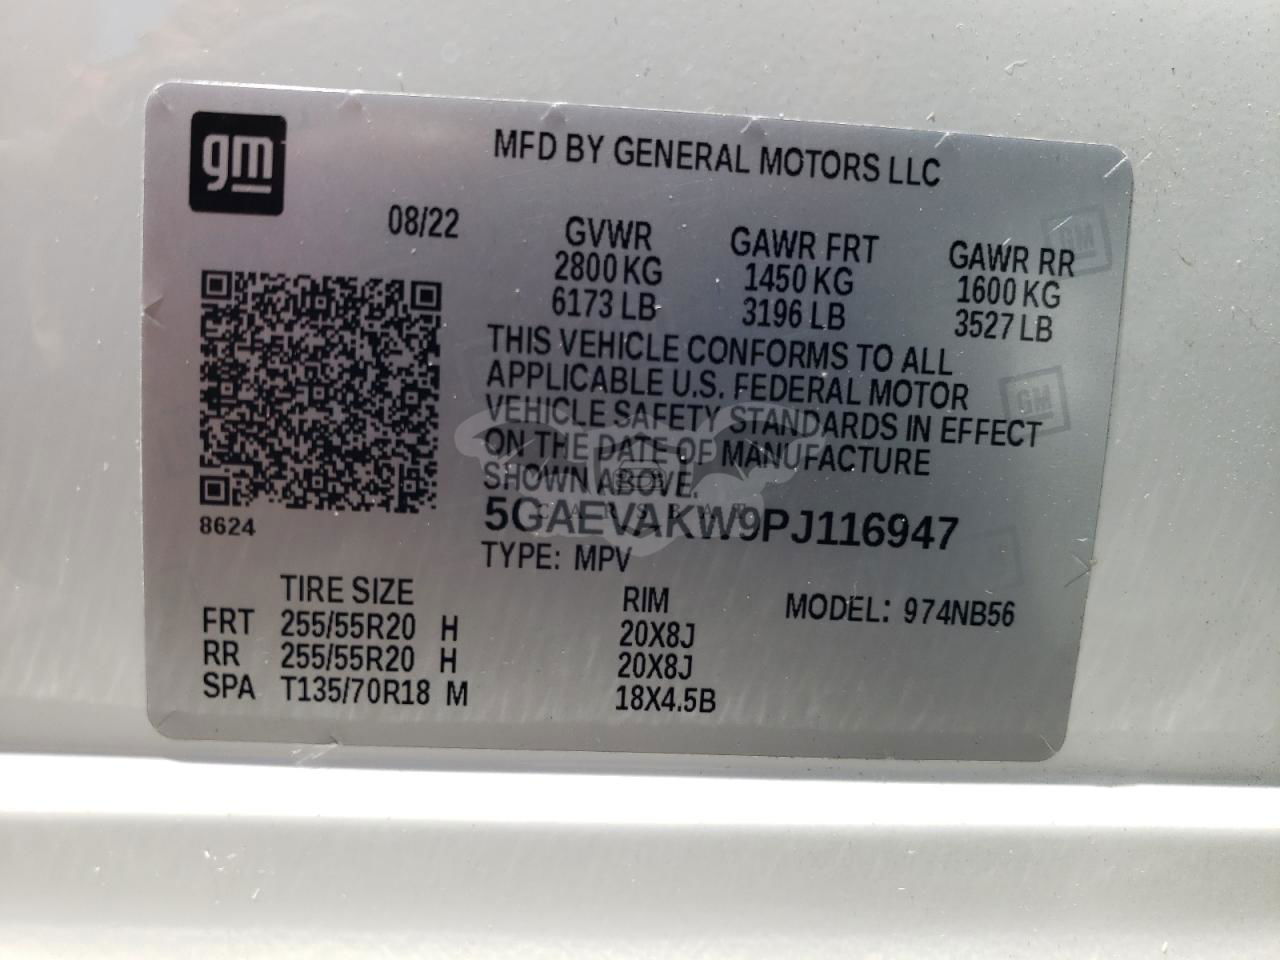 gm
MFD BY GENERAL MOTORS LLC
08/22
GVWR GAWR FRT GAWR RR
2800 KG 1450 KG 1600 KG
6173 LB 3196 LB 3527 LB
THIS VEHICLE CONFORMS TO ALL
APPLICABLE U.S. FEDERAL MOTOR
VEHICLE SAFETY STANDARDS IN EFFECT
ON THE DATE OF MANUFACTURE
SHOWN ABOVE.
5GAEVAKW9PJ116947
8624
TYPE: MPV
TIRE SIZE RIM MODEL: 974NB56
FRT 255/55R20 H 20X8J
RR 255/55R20 H 20X8J
SPA T135/70R18 M 18X4.5B
GM
GM